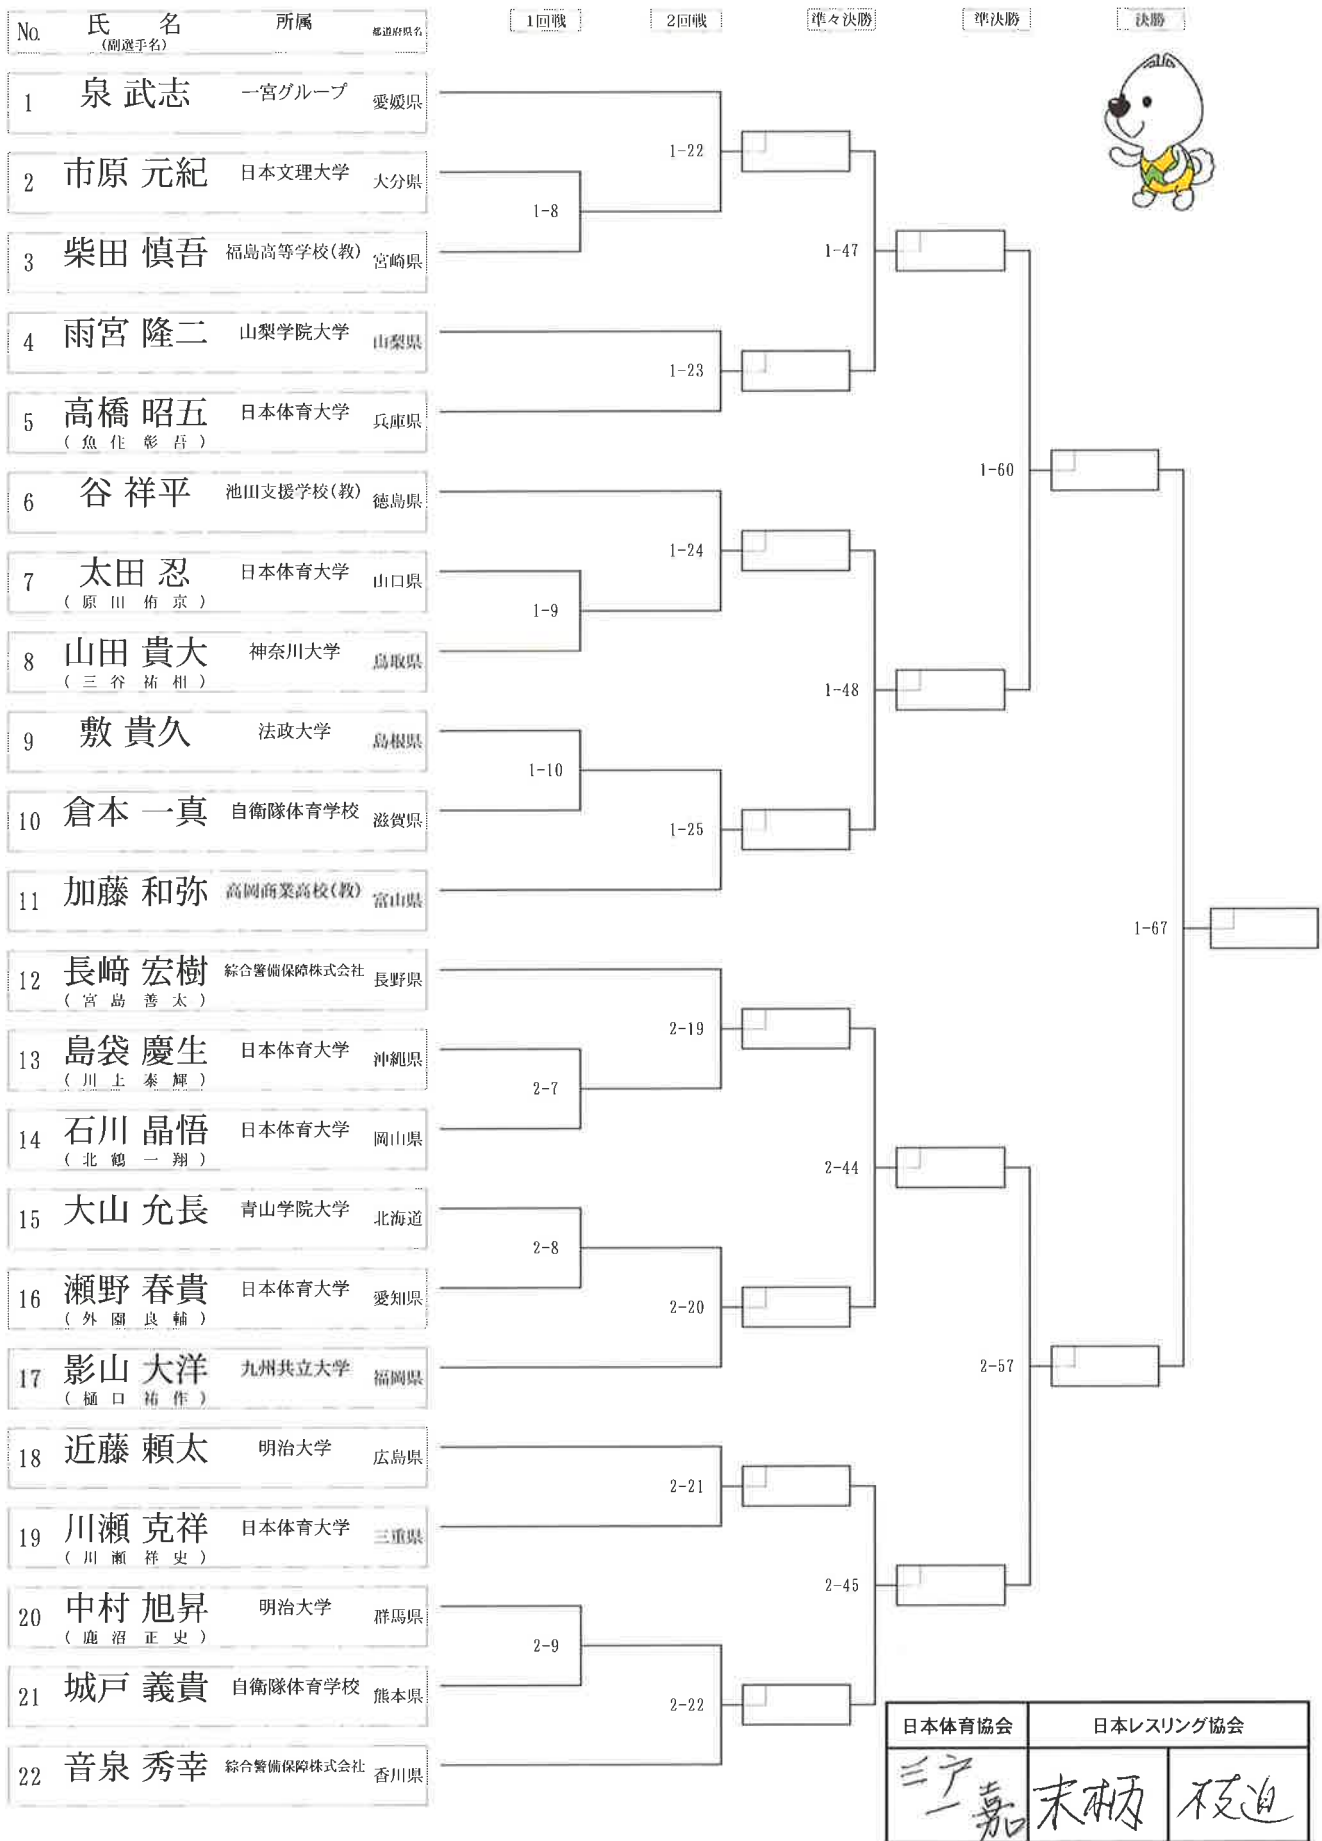 No. 氏 名 所属 都道府県名 1回戦 2回戦 準々決勝 準決勝 決勝
(副選手名)
1 泉 武志 一宮グループ 愛媛県
2 市原 元紀 日本文理大学 大分県
3 柴田 慎吾 福島高等学校(教) 宮崎県
4 雨宮 隆二 山梨学院大学 山梨県
5 高橋 昭五 日本体育大学 兵庫県
(魚住彰吾)
6 谷 祥平 池田支援学校(教) 徳島県
7 太田 忍 日本体育大学 山口県
(原田侑京)
8 山田 貴大 神奈川大学 鳥取県
(三谷祐相)
9 敷 貴久 法政大学 島根県
10 倉本 一真 自衛隊体育学校 滋賀県
11 加藤 和弥 高岡商業高校(教) 富山県
12 長﨑 宏樹 綜合警備保障株式会社 長野県
(宮島善太)
13 島袋 慶生 日本体育大学 沖縄県
(川上泰輝)
14 石川 晶悟 日本体育大学 岡山県
(北鶴一翔)
15 大山 允長 青山学院大学 北海道
16 瀬野 春貴 日本体育大学 愛知県
(外園良輔)
17 影山 大洋 九州共立大学 福岡県
(樋口祐作)
18 近藤 頼太 明治大学 広島県
19 川瀬 克祥 日本体育大学 三重県
(川瀬祥史)
20 中村 旭昇 明治大学 群馬県
(鹿沼正史)
21 城戸 義貴 自衛隊体育学校 熊本県
22 音泉 秀幸 綜合警備保障株式会社 香川県
1-8
1-9
1-10
2-7
2-8
2-9
1-22
1-23
1-24
1-25
2-19
2-20
2-21
2-22
1-47
1-48
2-44
2-45
1-60
2-57
1-67
日本体育協会 日本レスリング協会
三戸一嘉 末柄 枝迫